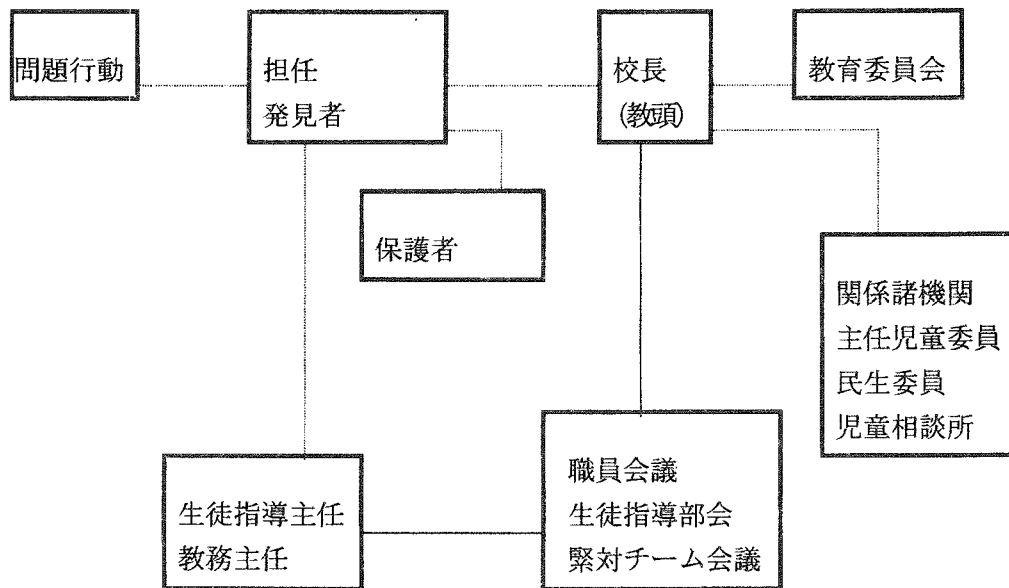 問題行動
担任
発見者
校長
(教頭)
教育委員会
保護者
関係諸機関
主任児童委員
民生委員
児童相談所
生徒指導主任
教務主任
職員会議
生徒指導部会
緊対チーム会議